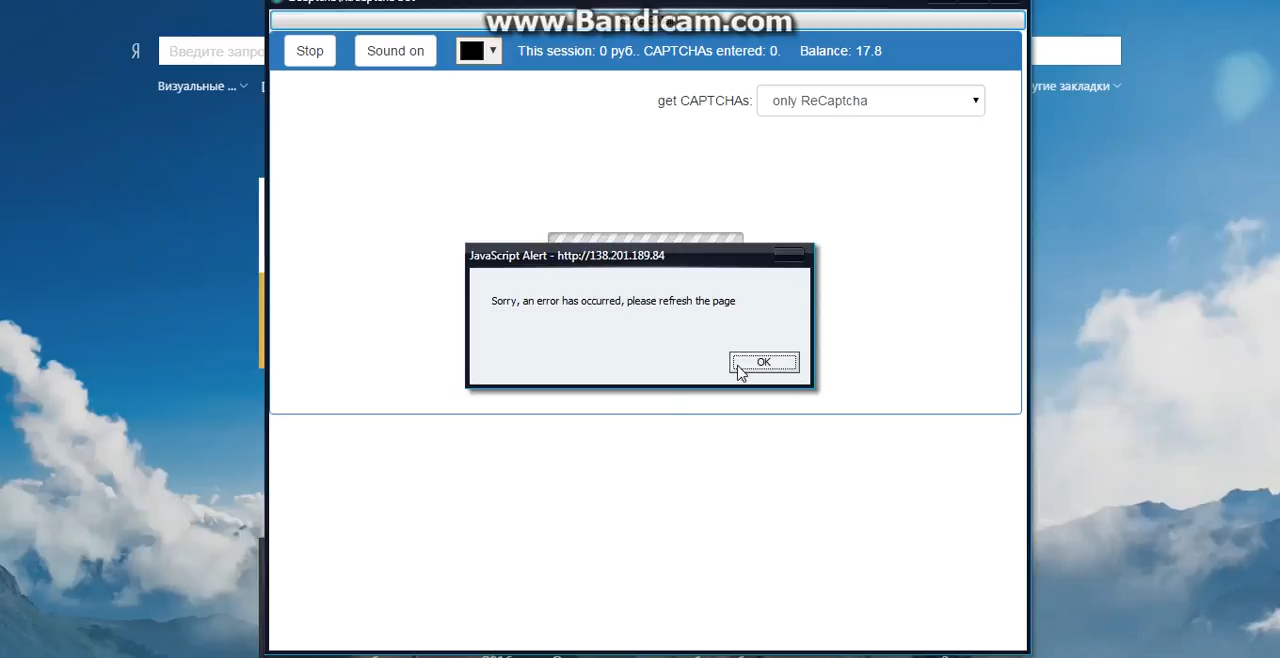 www.Bandicam.com
Я
Введите запро
Stop
Sound on
This session: 0 руб.. CAPTCHAs entered: 0.
Balance: 17.8
Визуальные ...
угие закладки
get CAPTCHAs:
only ReCaptcha
JavaScript Alert - http://138.201.189.84
Sorry, an error has occurred, please refresh the page
OK